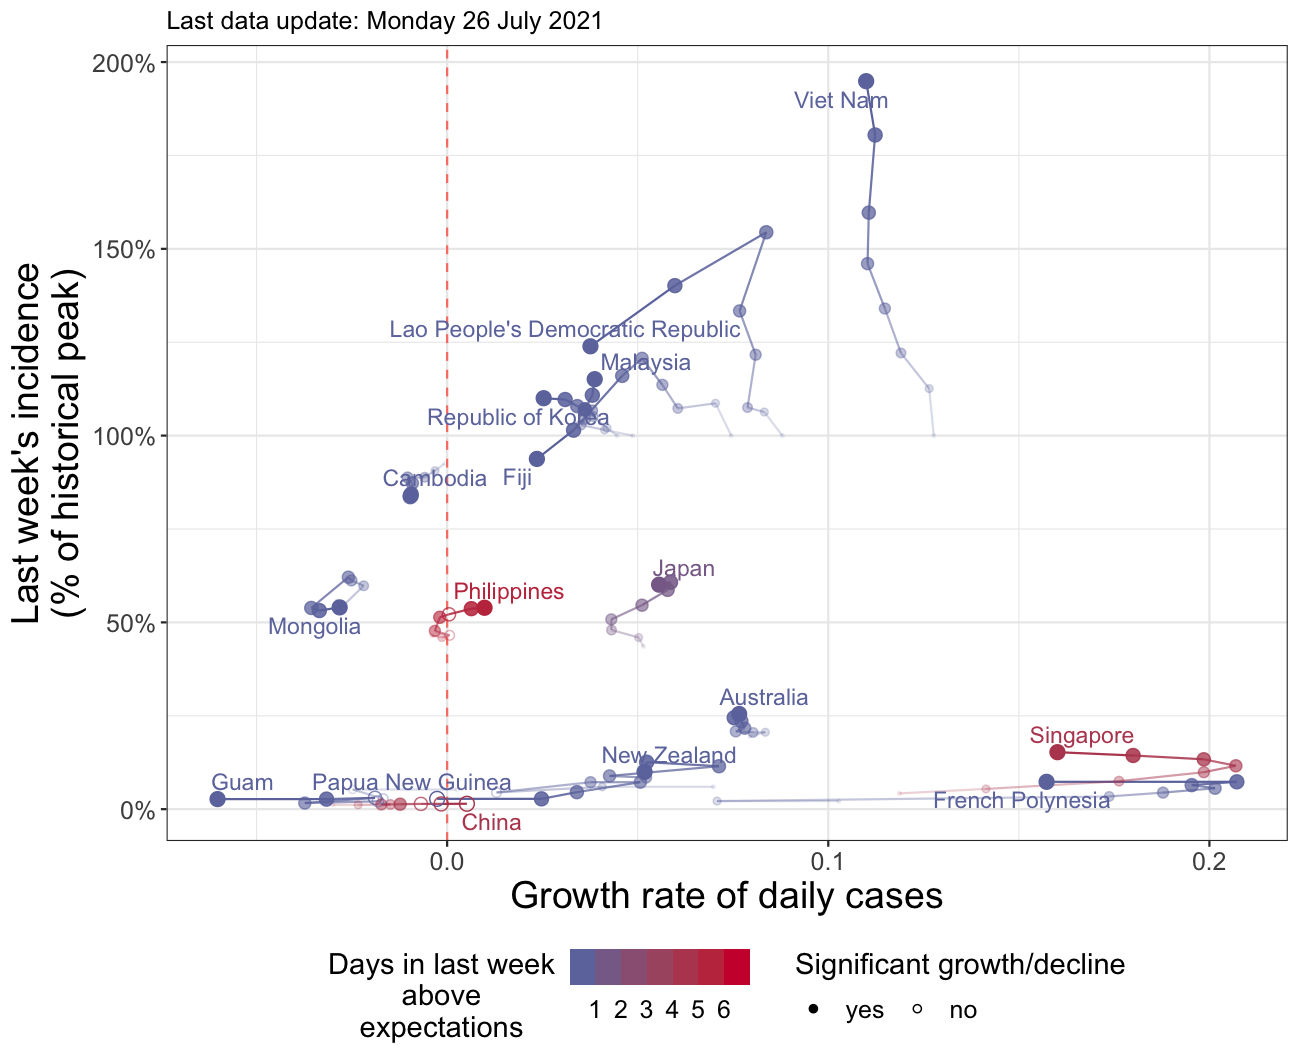 Last data update: Monday 26 July 2021
200%
150%
100%
50%
0%
Last week's incidence
(% of historical peak)
Viet Nam
Lao People's Democratic Republic
Malaysia
Republic of Korea
Cambodia
Fiji
Japan
Philippines
Mongolia
Australia
Singapore
New Zealand
Guam
Papua New Guinea
French Polynesia
China
0.0
0.1
0.2
Growth rate of daily cases
Days in last week
above
expectations
1 2 3 4 5 6
Significant growth/decline
yes
no